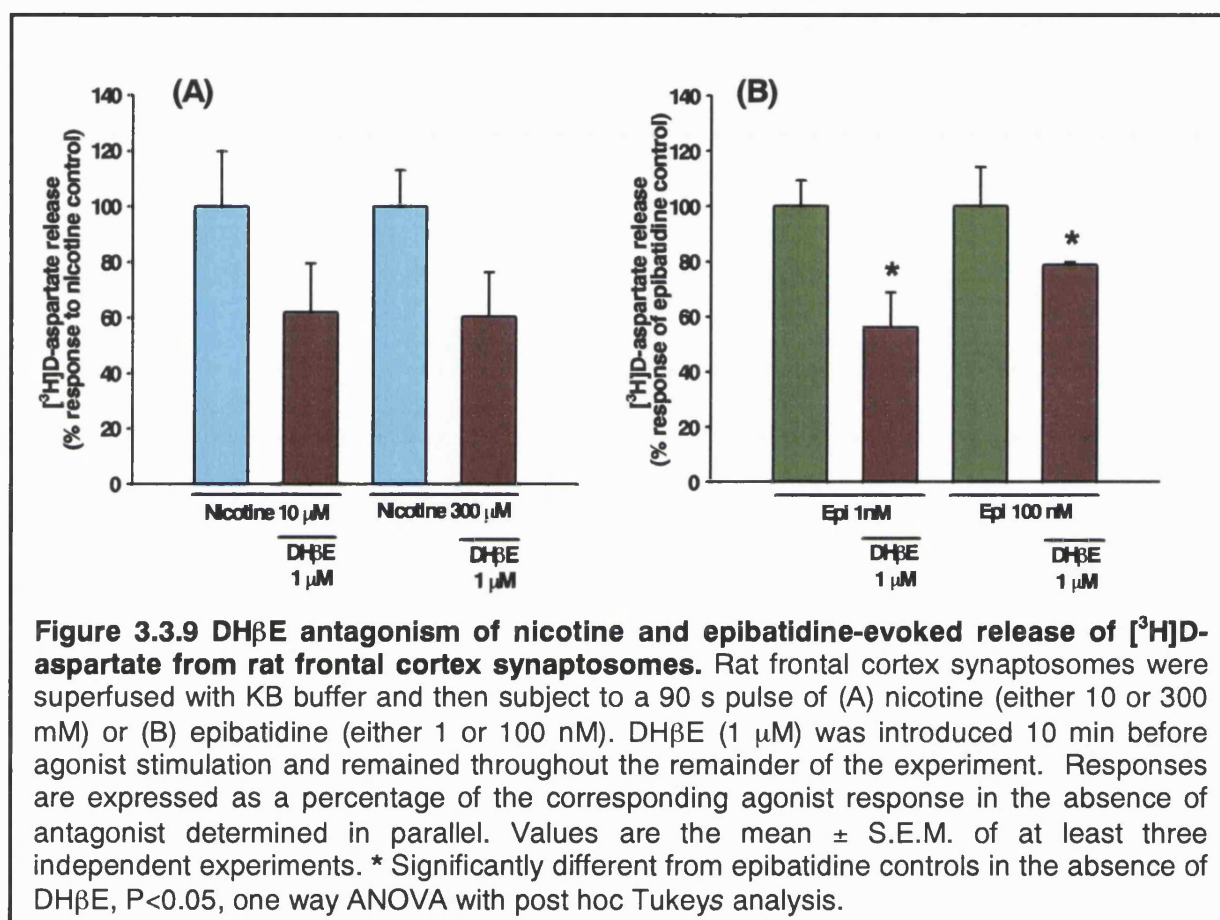 (A)
140
120
100
80
60
40
20
0
[³H]D-aspartate release
(% response to nicotine control)
Nicotine 10 μM
Nicotine 300 μM
DHβE
1 μM
DHβE
1 μM
(B)
140
120
100
80
60
40
20
0
[³H]D-aspartate release
(% response of epibatidine control)
*
*
Epi 1nM
Epi 100 nM
DHβE
1 μM
DHβE
1 μM
Figure 3.3.9 DHβE antagonism of nicotine and epibatidine-evoked release of [³H]D-
aspartate from rat frontal cortex synaptosomes. Rat frontal cortex synaptosomes were
superfused with KB buffer and then subject to a 90 s pulse of (A) nicotine (either 10 or 300
mM) or (B) epibatidine (either 1 or 100 nM). DHβE (1 μM) was introduced 10 min before
agonist stimulation and remained throughout the remainder of the experiment. Responses
are expressed as a percentage of the corresponding agonist response in the absence of
antagonist determined in parallel. Values are the mean ± S.E.M. of at least three
independent experiments. * Significantly different from epibatidine controls in the absence of
DHβE, P<0.05, one way ANOVA with post hoc Tukeys analysis.